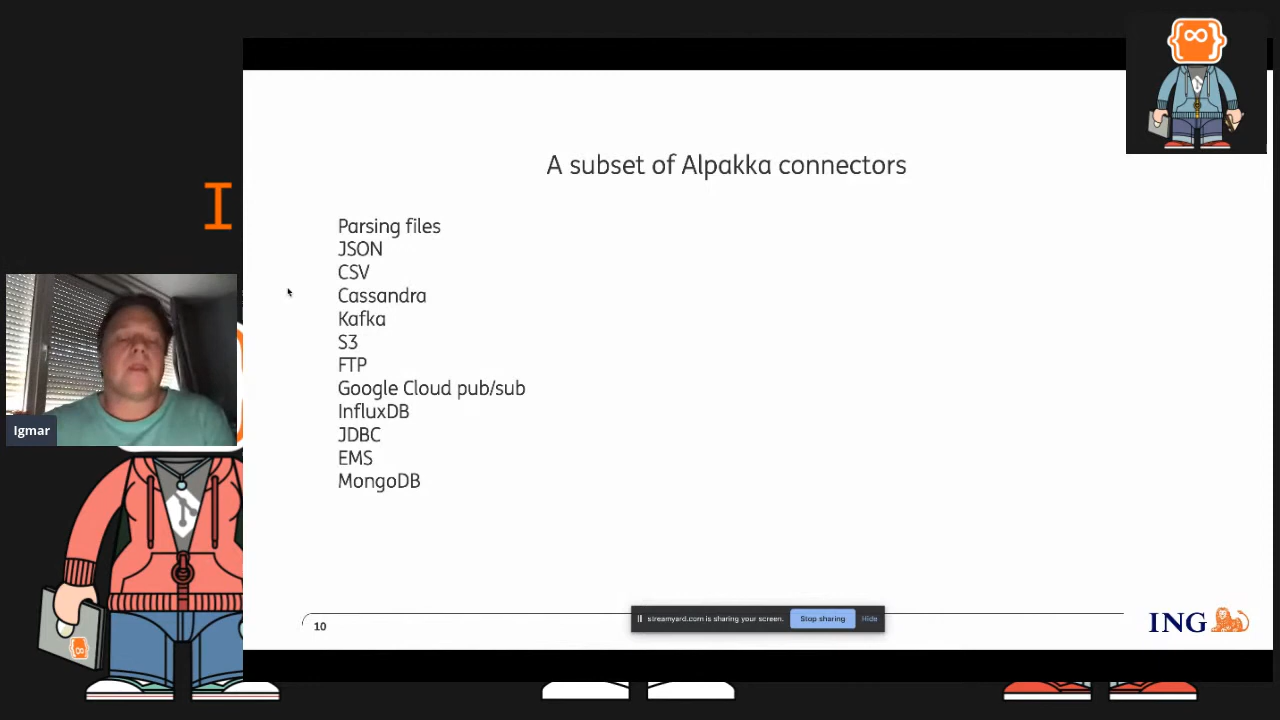 A subset of Alpakka connectors
I
Parsing files
JSON
CSV
Cassandra
Kafka
S3
FTP
Google Cloud pub/sub
InfluxDB
JDBC
EMS
MongoDB
Igmar
10
streamyard.com is sharing your screen.
Stop sharing
Hide
ING